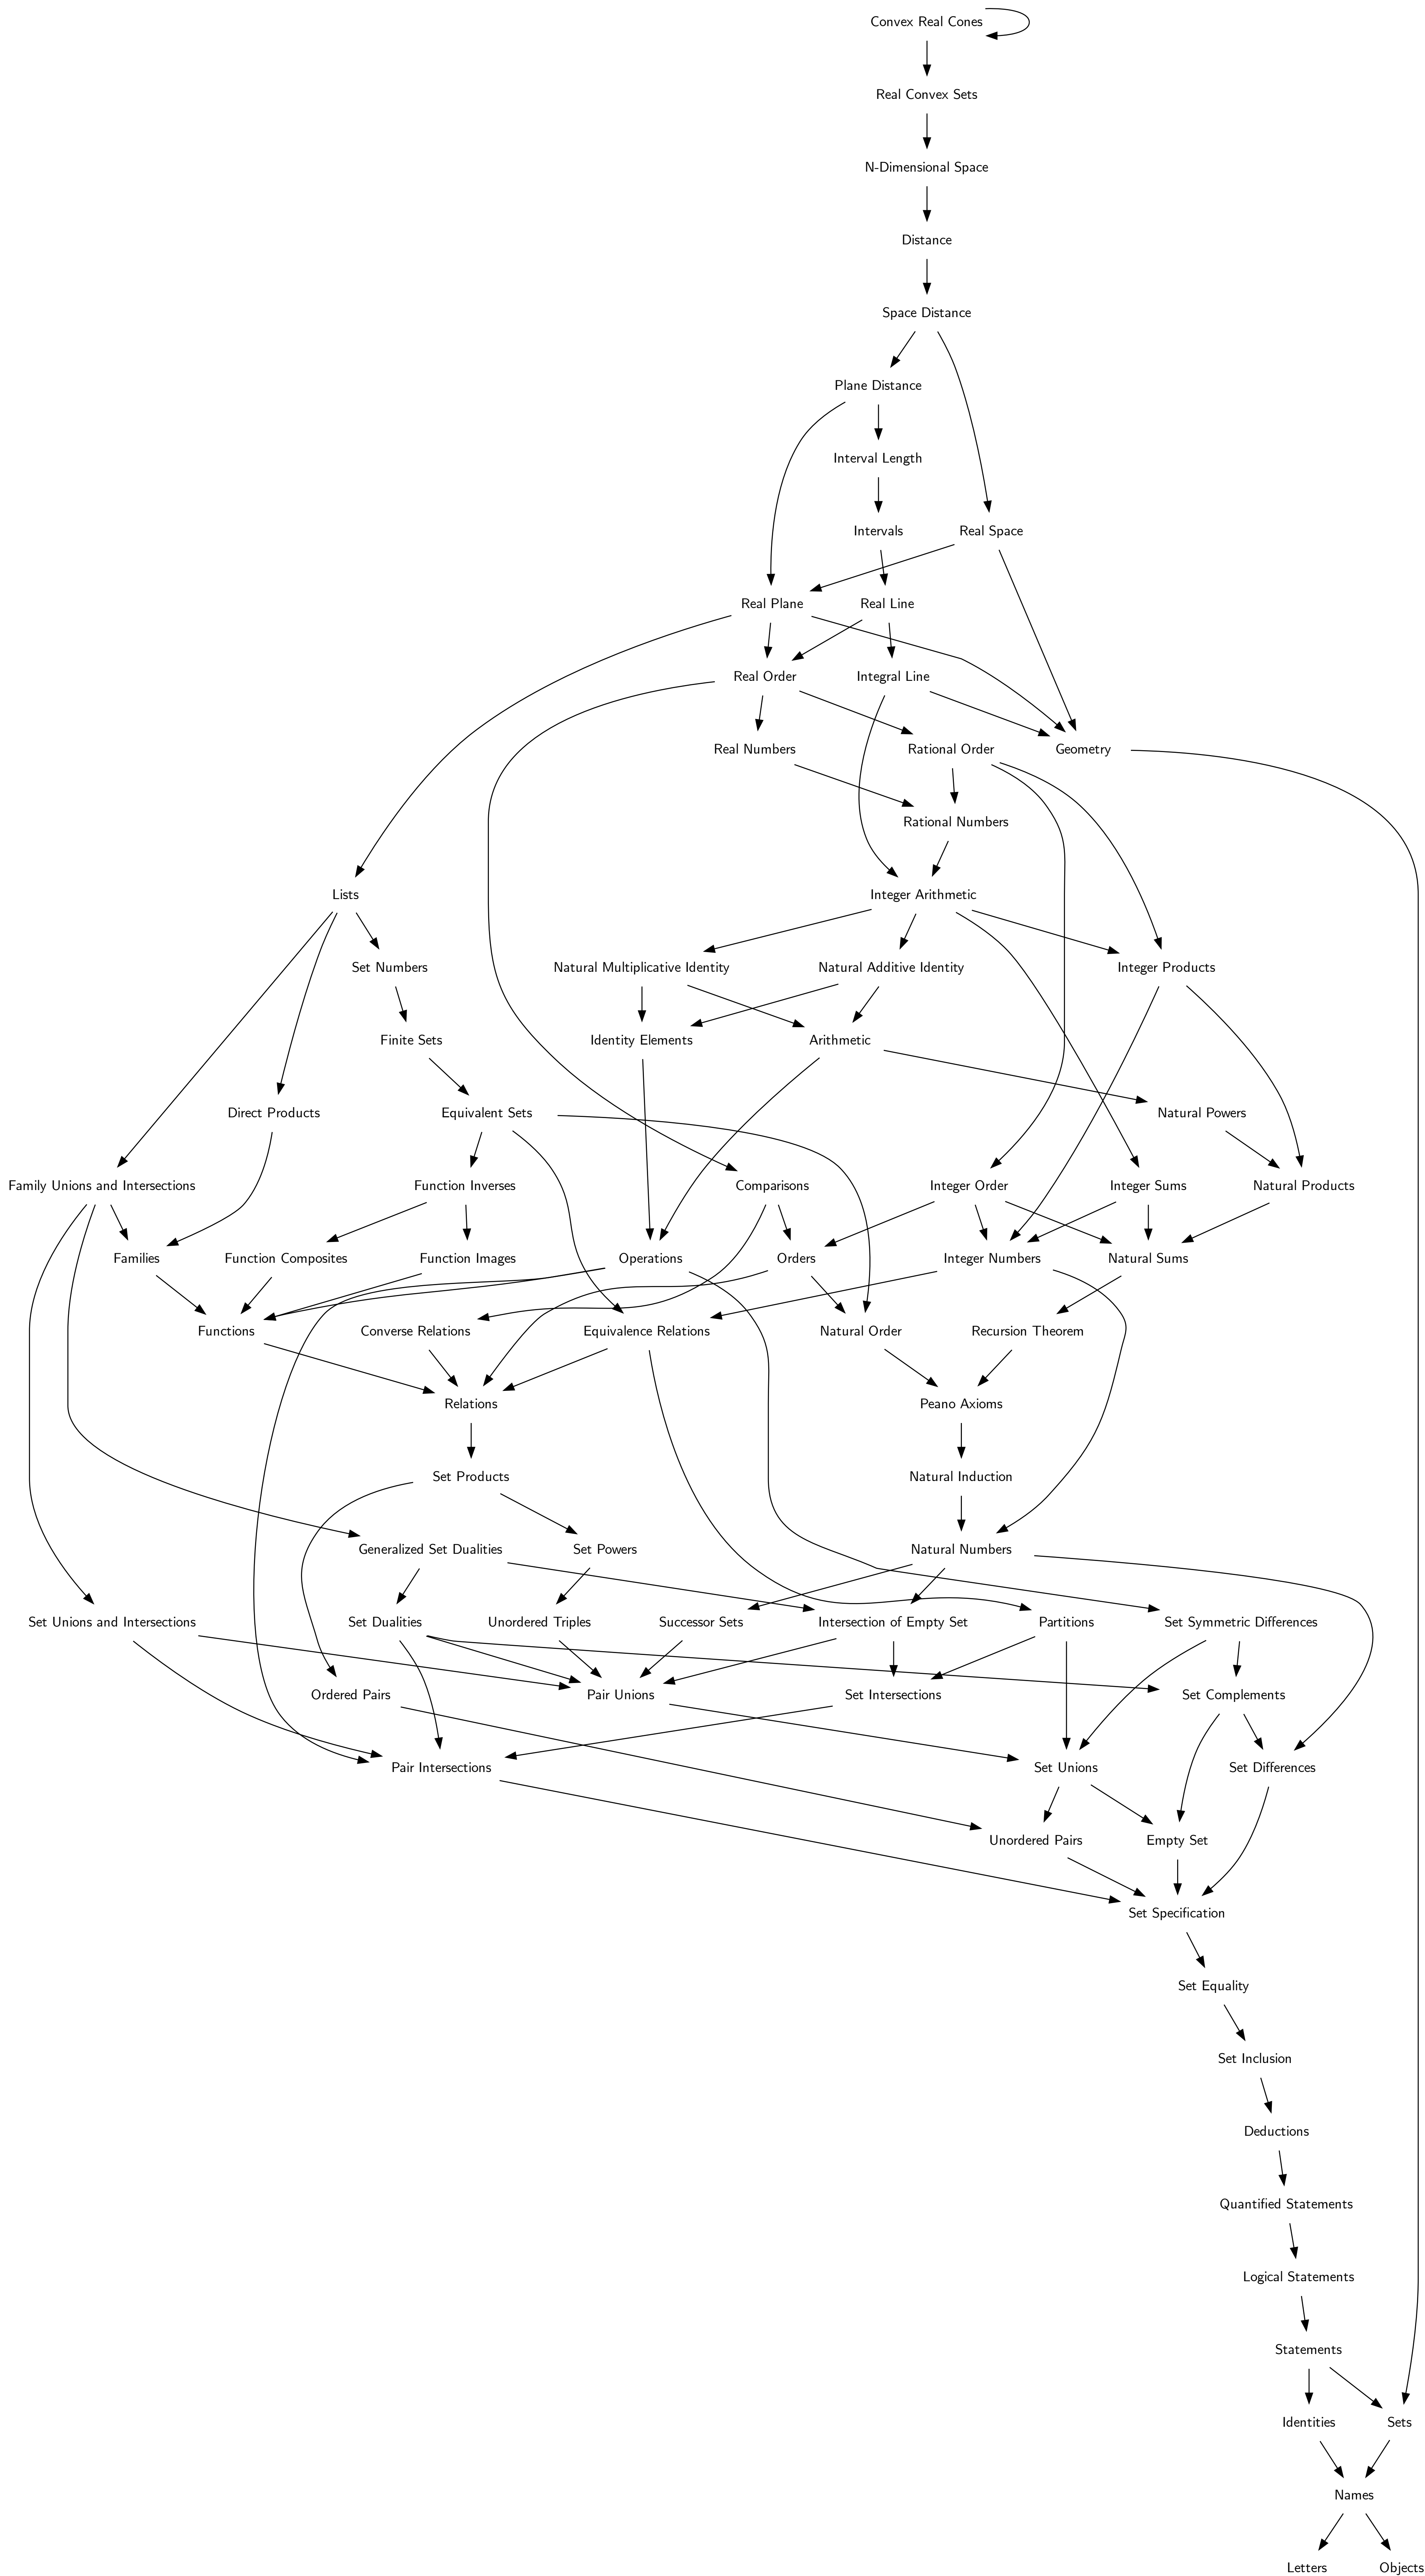 Convex Real Cones
Real Convex Sets
N-Dimensional Space
Distance
Space Distance
Plane Distance
Interval Length
Intervals
Real Space
Real Plane
Real Line
Real Order
Integral Line
Real Numbers
Rational Order
Geometry
Rational Numbers
Lists
Integer Arithmetic
Set Numbers
Natural Multiplicative Identity
Natural Additive Identity
Integer Products
Finite Sets
Identity Elements
Arithmetic
Direct Products
Equivalent Sets
Natural Powers
Family Unions and Intersections
Function Inverses
Comparisons
Integer Order
Integer Sums
Natural Products
Families
Function Composites
Function Images
Operations
Orders
Integer Numbers
Natural Sums
Functions
Converse Relations
Equivalence Relations
Natural Order
Recursion Theorem
Relations
Peano Axioms
Set Products
Natural Induction
Generalized Set Dualities
Set Powers
Natural Numbers
Set Unions and Intersections
Set Dualities
Unordered Triples
Successor Sets
Intersection of Empty Set
Partitions
Set Symmetric Differences
Ordered Pairs
Pair Unions
Set Intersections
Set Complements
Pair Intersections
Set Unions
Set Differences
Unordered Pairs
Empty Set
Set Specification
Set Equality
Set Inclusion
Deductions
Quantified Statements
Logical Statements
Statements
Identities
Sets
Names
Letters
Objects